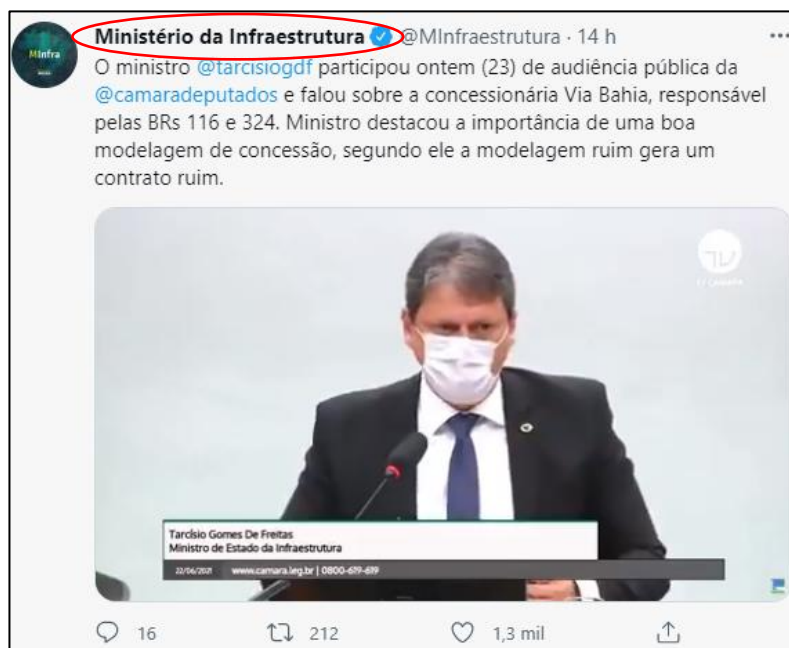 Ministério da Infraestrutura @MInfraestrutura · 14 h
MInfra
O ministro @tarcisiogdf participou ontem (23) de audiência pública da
@camaradeputados e falou sobre a concessionária Via Bahia, responsável
pelas BRs 116 e 324. Ministro destacou a importância de uma boa
modelagem de concessão, segundo ele a modelagem ruim gera um
contrato ruim.
TV CÂMARA
Tarcísio Gomes De Freitas
Ministro de Estado da Infraestrutura
22/06/2021 www.camara.leg.br | 0800-619-619
16 212 1,3 mil